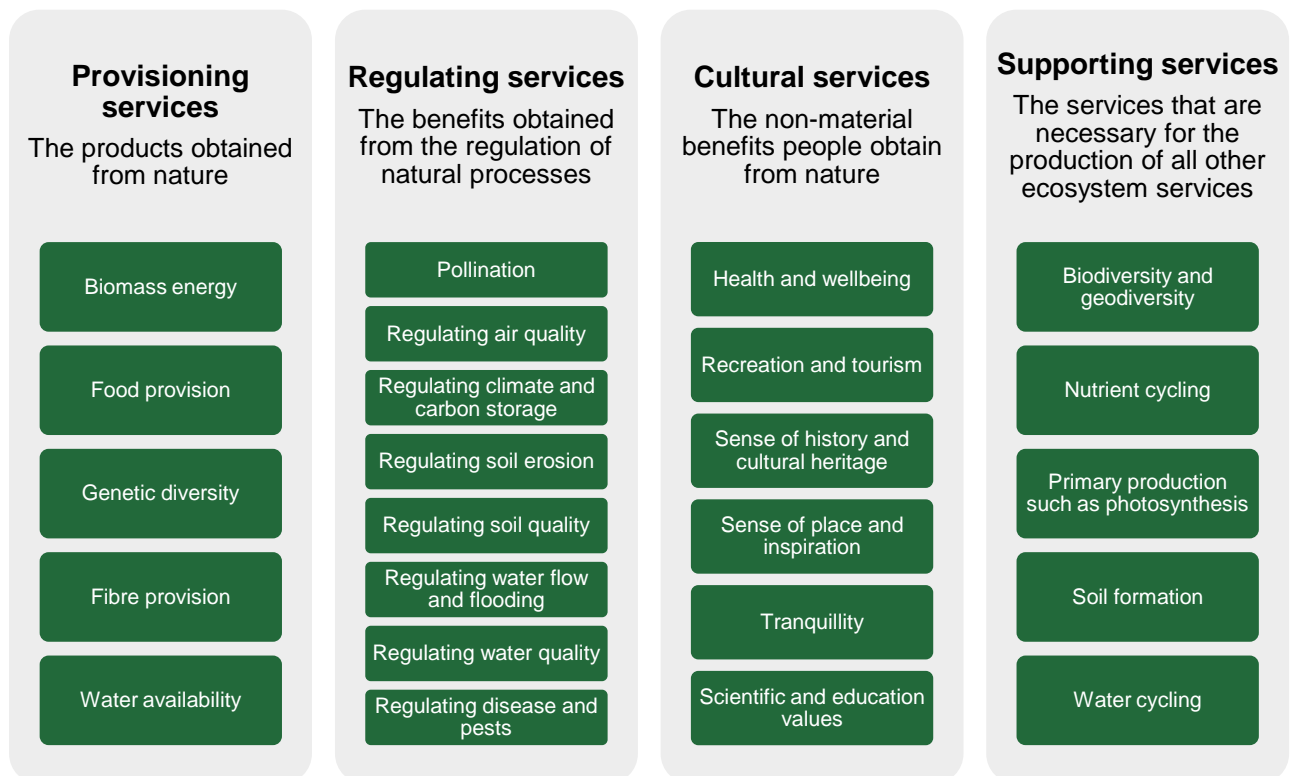 Provisioning
services
The products obtained
from nature
Biomass energy
Food provision
Genetic diversity
Fibre provision
Water availability
Regulating services
The benefits obtained
from the regulation of
natural processes
Pollination
Regulating air quality
Regulating climate and
carbon storage
Regulating soil erosion
Regulating soil quality
Regulating water flow
and flooding
Regulating water quality
Regulating disease and
pests
Cultural services
The non-material
benefits people obtain
from nature
Health and wellbeing
Recreation and tourism
Sense of history and
cultural heritage
Sense of place and
inspiration
Tranquillity
Scientific and education
values
Supporting services
The services that are
necessary for the
production of all other
ecosystem services
Biodiversity and
geodiversity
Nutrient cycling
Primary production
such as photosynthesis
Soil formation
Water cycling